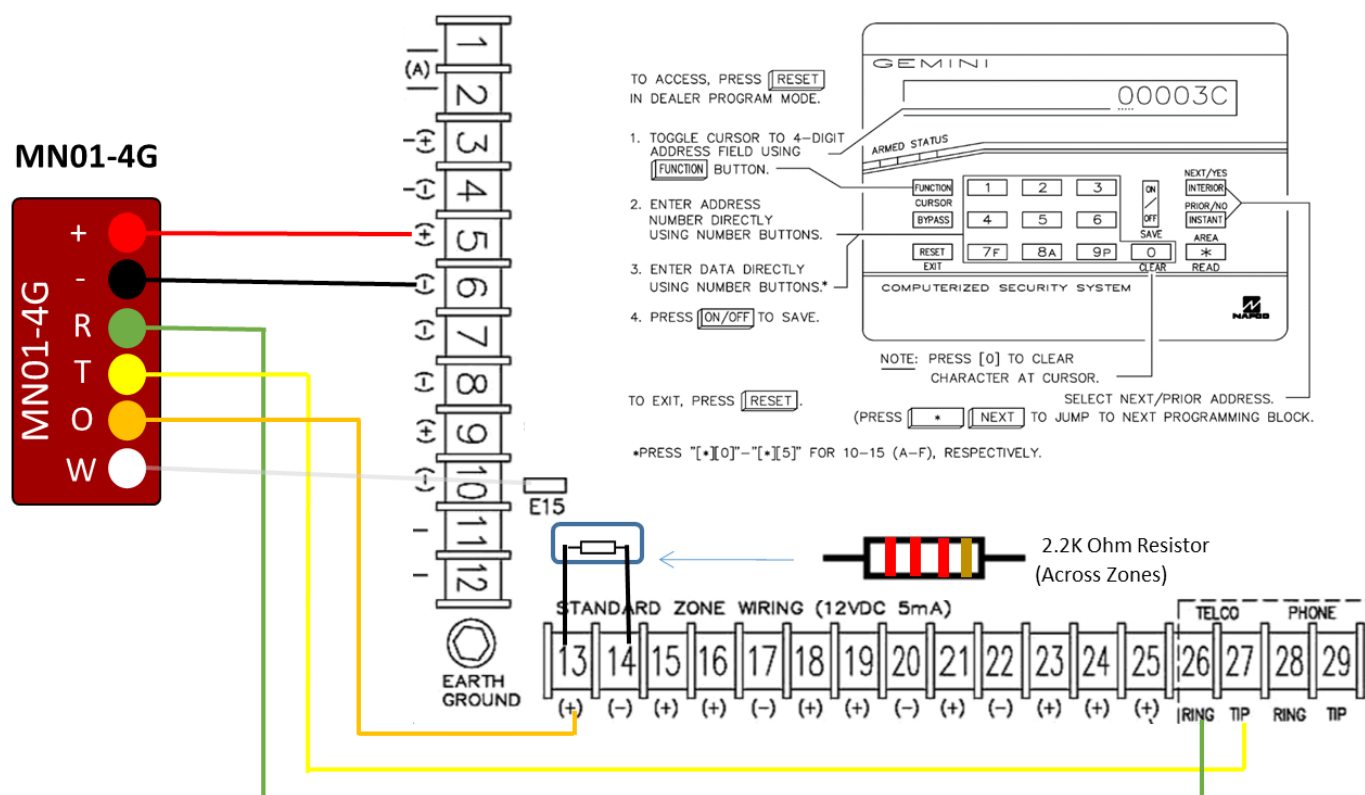 MN01-4G
+
-
R
T
O
W
MN01-4G
1
(A)
2
-(+) 3
-(-) 4
(+) 5
(-) 6
(-) 7
(-) 8
(+) 9
(-) 10
- 11
- 12
E15
EARTH
GROUND
TO ACCESS, PRESS RESET
IN DEALER PROGRAM MODE.
1. TOGGLE CURSOR TO 4-DIGIT
ADDRESS FIELD USING
FUNCTION BUTTON.
2. ENTER ADDRESS
NUMBER DIRECTLY
USING NUMBER BUTTONS.
3. ENTER DATA DIRECTLY
USING NUMBER BUTTONS.*
4. PRESS ON/OFF TO SAVE.
TO EXIT, PRESS RESET.
GEMINI
00003C
ARMED STATUS
FUNCTION
CURSOR
BYPASS
RESET
EXIT
1 2 3
4 5 6
7F 8A 9P
ON
/
OFF
SAVE
0
CLEAR
NEXT/YES
INTERIOR
PRIOR/NO
INSTANT
AREA
*
READ
COMPUTERIZED SECURITY SYSTEM
NAPCO
NOTE: PRESS [0] TO CLEAR
CHARACTER AT CURSOR.
SELECT NEXT/PRIOR ADDRESS.
(PRESS * NEXT TO JUMP TO NEXT PROGRAMMING BLOCK.
*PRESS "[*][0]"-"[*][5]" FOR 10-15 (A-F), RESPECTIVELY.
2.2K Ohm Resistor
(Across Zones)
STANDARD ZONE WIRING (12VDC 5mA)
TELCO PHONE
13 14 15 16 17 18 19 20 21 22 23 24 25 26 27 28 29
(+) (-) (+) (+) (-) (+) (+) (-) (+) (-) (+) (+) (+) RING TIP RING TIP